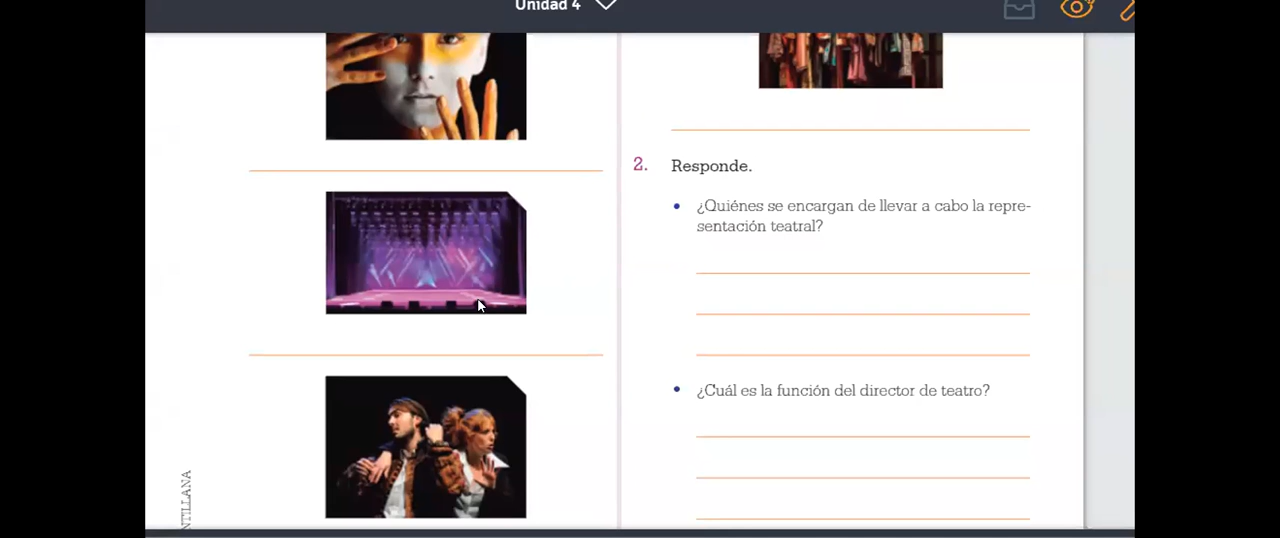 Unidad 4
2. Responde.
• ¿Quiénes se encargan de llevar a cabo la repre-
sentación teatral?
• ¿Cuál es la función del director de teatro?
NTILLANA